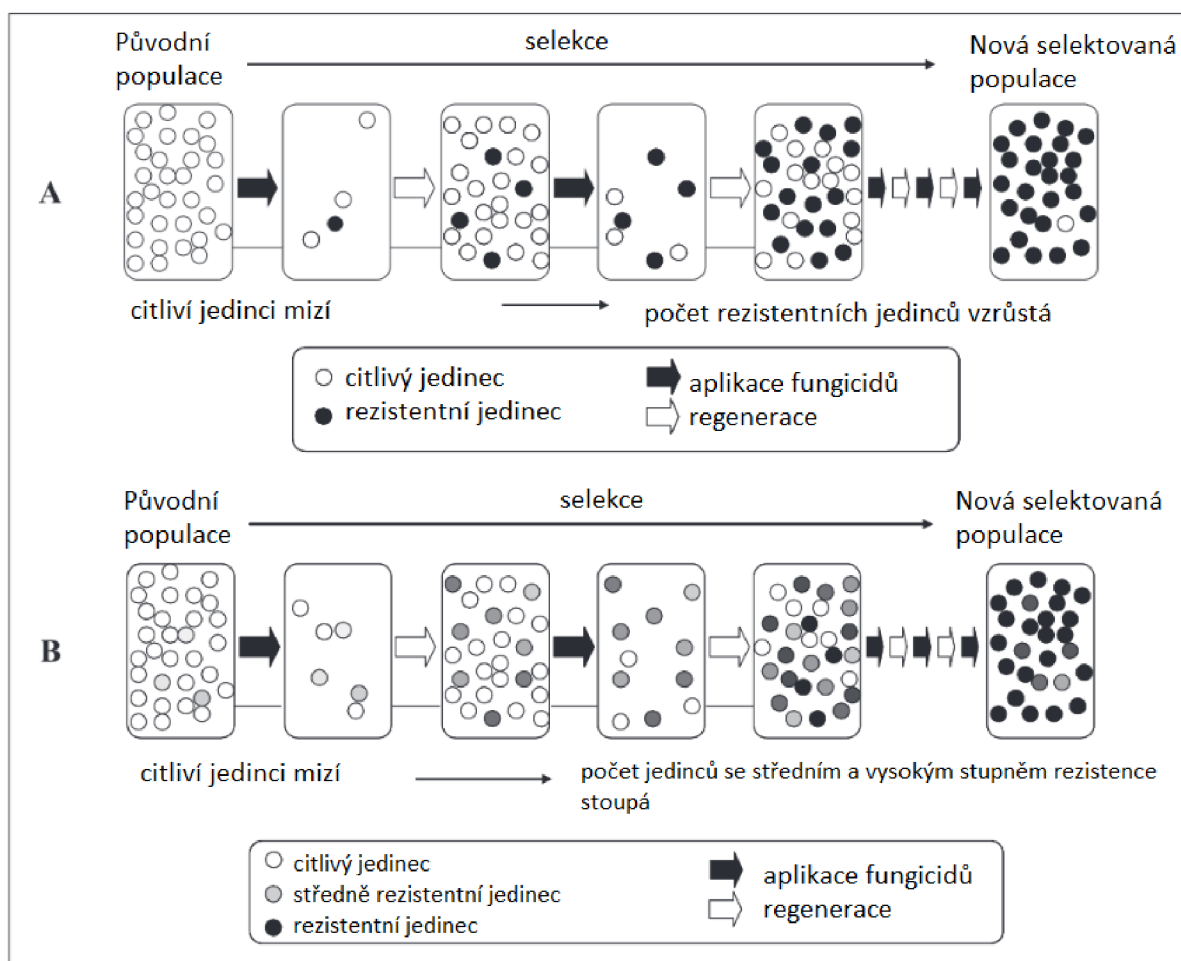 Původní
populace
selekce
Nová selektovaná
populace
A
citliví jedinci mizí
počet rezistentních jedinců vzrůstá
citlivý jedinec
rezistentní jedinec
aplikace fungicidů
regenerace
Původní
populace
selekce
Nová selektovaná
populace
B
citliví jedinci mizí
počet jedinců se středním a vysokým stupněm rezistence
stoupá
citlivý jedinec
středně rezistentní jedinec
rezistentní jedinec
aplikace fungicidů
regenerace